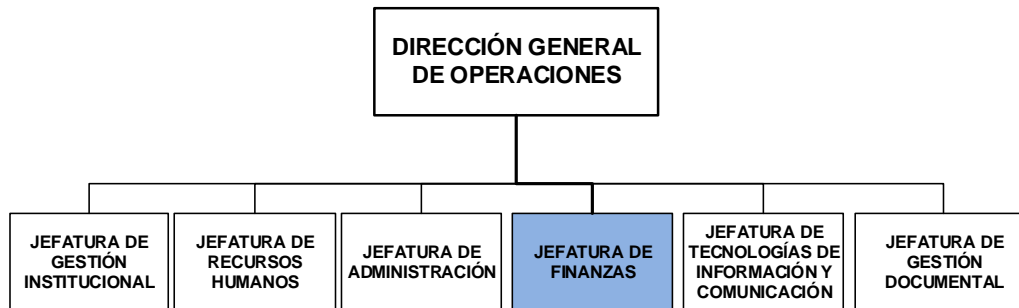 DIRECCIÓN GENERAL
DE OPERACIONES
JEFATURA DE
GESTIÓN
INSTITUCIONAL
JEFATURA DE
RECURSOS
HUMANOS
JEFATURA DE
ADMINISTRACIÓN
JEFATURA DE
FINANZAS
JEFATURA DE
TECNOLOGÍAS DE
INFORMACIÓN Y
COMUNICACIÓN
JEFATURA DE
GESTIÓN
DOCUMENTAL